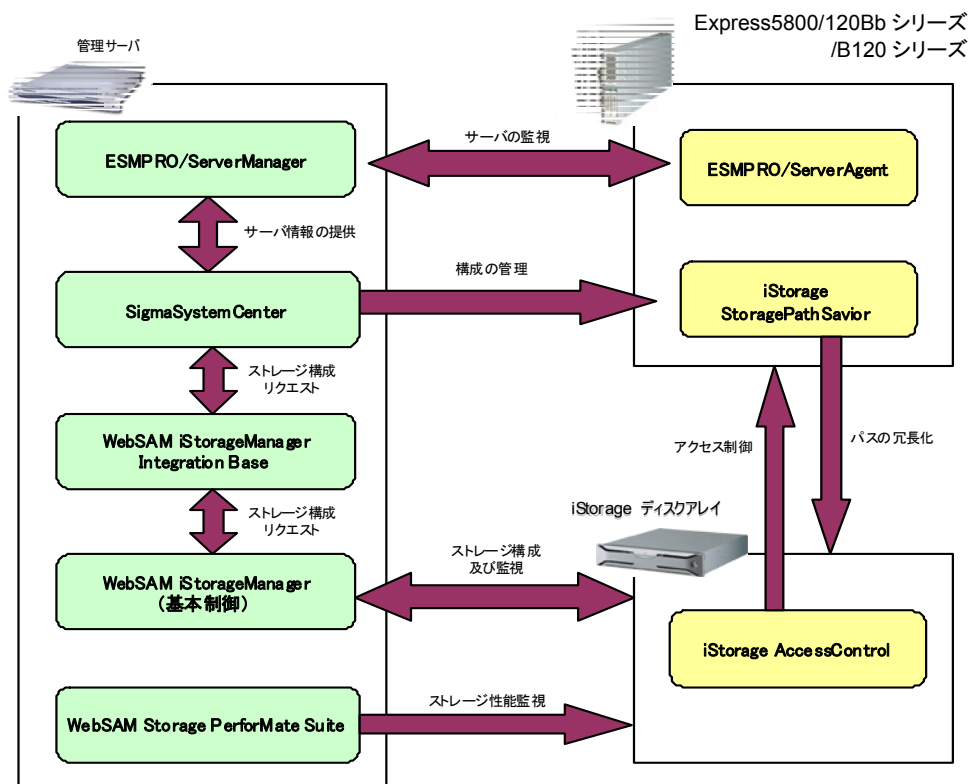 Express5800/120Bb シリーズ
/B120 シリーズ
管理サーバ
ESMPRO/ServerManager
サーバの監視
ESMPRO/ServerAgent
サーバ情報の提供
構成の管理
SigmaSystemCenter
iStorage
StoragePathSavior
ストレージ構成
リクエスト
WebSAM iStorageManager
Integration Base
アクセス制御
パスの冗長化
ストレージ構成
リクエスト
iStorage ディスクアレイ
WebSAM iStorageManager
（基本制御）
ストレージ構成
及び監視
iStorage AccessControl
WebSAM Storage PerforMate Suite
ストレージ性能監視